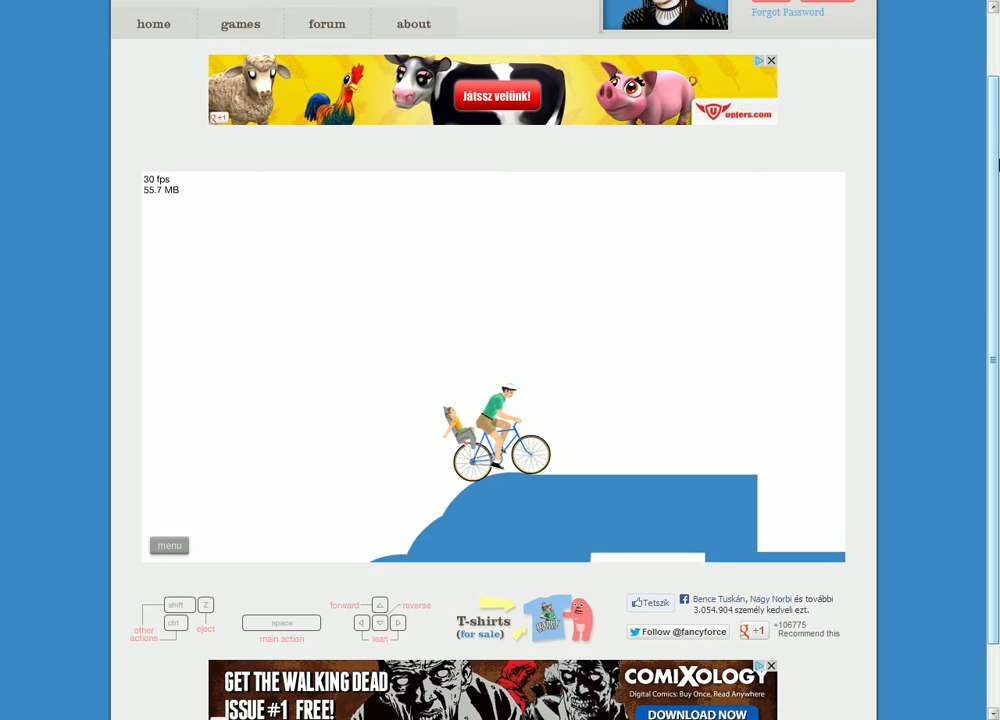 home games forum about
Forgot Password
Játssz velünk!
g +1
upjers.com
30 fps
55.7 MB
menu
shift Z
ctrl
other actions
eject
space
main action
forward
reverse
lean
T-shirts
(for sale)
Tetszik
Bence Tuskán, Nagy Norbi és további
3.054.904 személy kedveli ezt.
Follow @fancyforce
g +1
+106775
Recommend this
GET THE WALKING DEAD
ISSUE #1 FREE!
COMIXOLOGY
Digital Comics: Buy Once, Read Anywhere
DOWNLOAD NOW